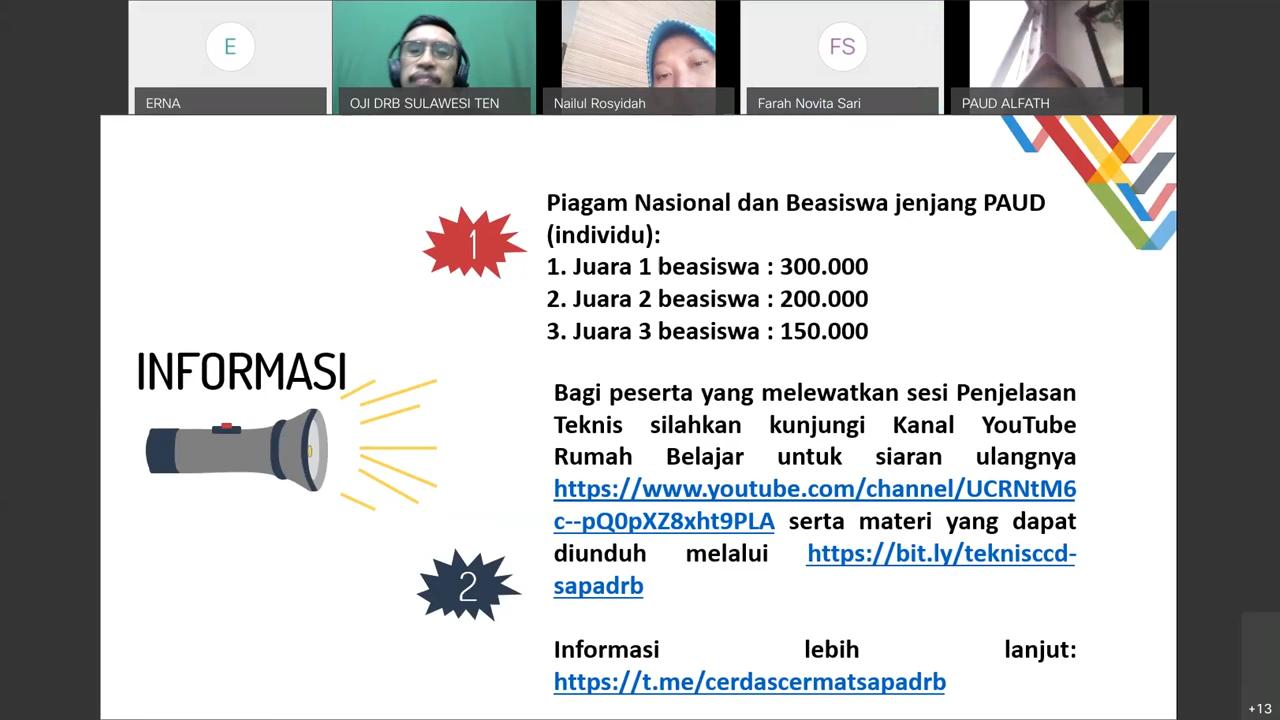 E
FS
ERNA
OJI DRB SULAWESI TEN
Nailul Rosyidah
Farah Novita Sari
PAUD ALFATH
INFORMASI
1
Piagam Nasional dan Beasiswa jenjang PAUD
(individu):
1. Juara 1 beasiswa : 300.000
2. Juara 2 beasiswa : 200.000
3. Juara 3 beasiswa : 150.000
2
Bagi peserta yang melewatkan sesi Penjelasan
Teknis silahkan kunjungi Kanal YouTube
Rumah Belajar untuk siaran ulangnya
https://www.youtube.com/channel/UCRNtM6
c--pQ0pXZ8xht9PLA serta materi yang dapat
diunduh melalui https://bit.ly/teknisccd-
sapadrb
Informasi lebih lanjut:
https://t.me/cerdascermatsapadrb
+13